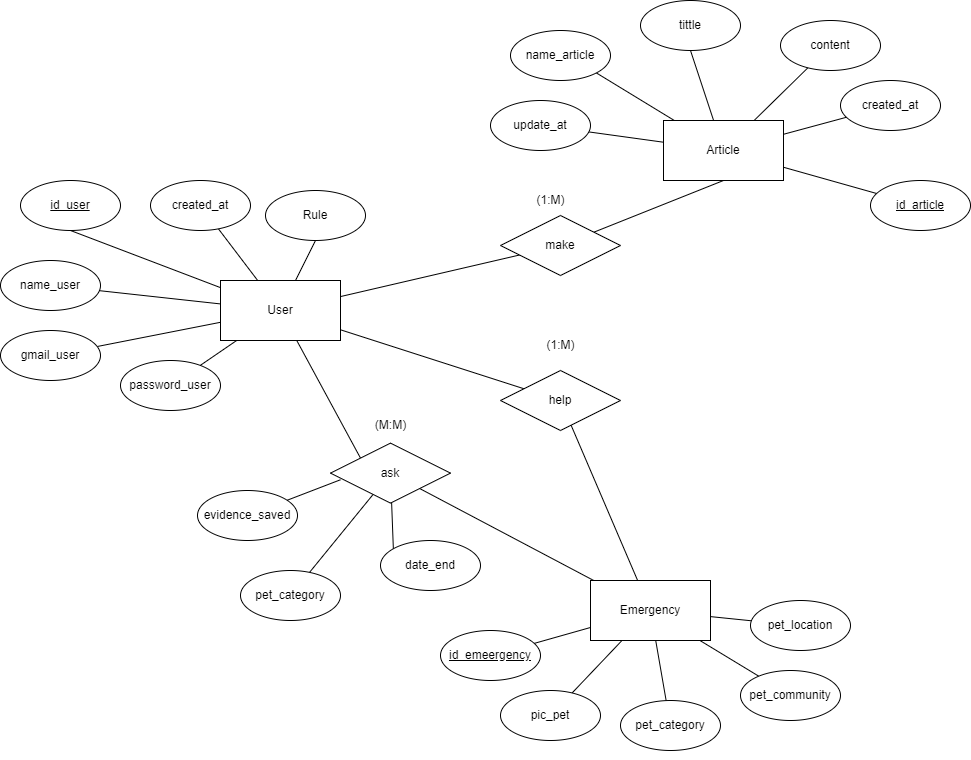 tittle
content
name_article
created_at
update_at
Article
id_article
(1:M)
make
id_user
created_at
Rule
name_user
User
gmail_user
password_user
(1:M)
help
(M:M)
ask
evidence_saved
date_end
pet_category
Emergency
pet_location
id_emeergency
pet_community
pic_pet
pet_category